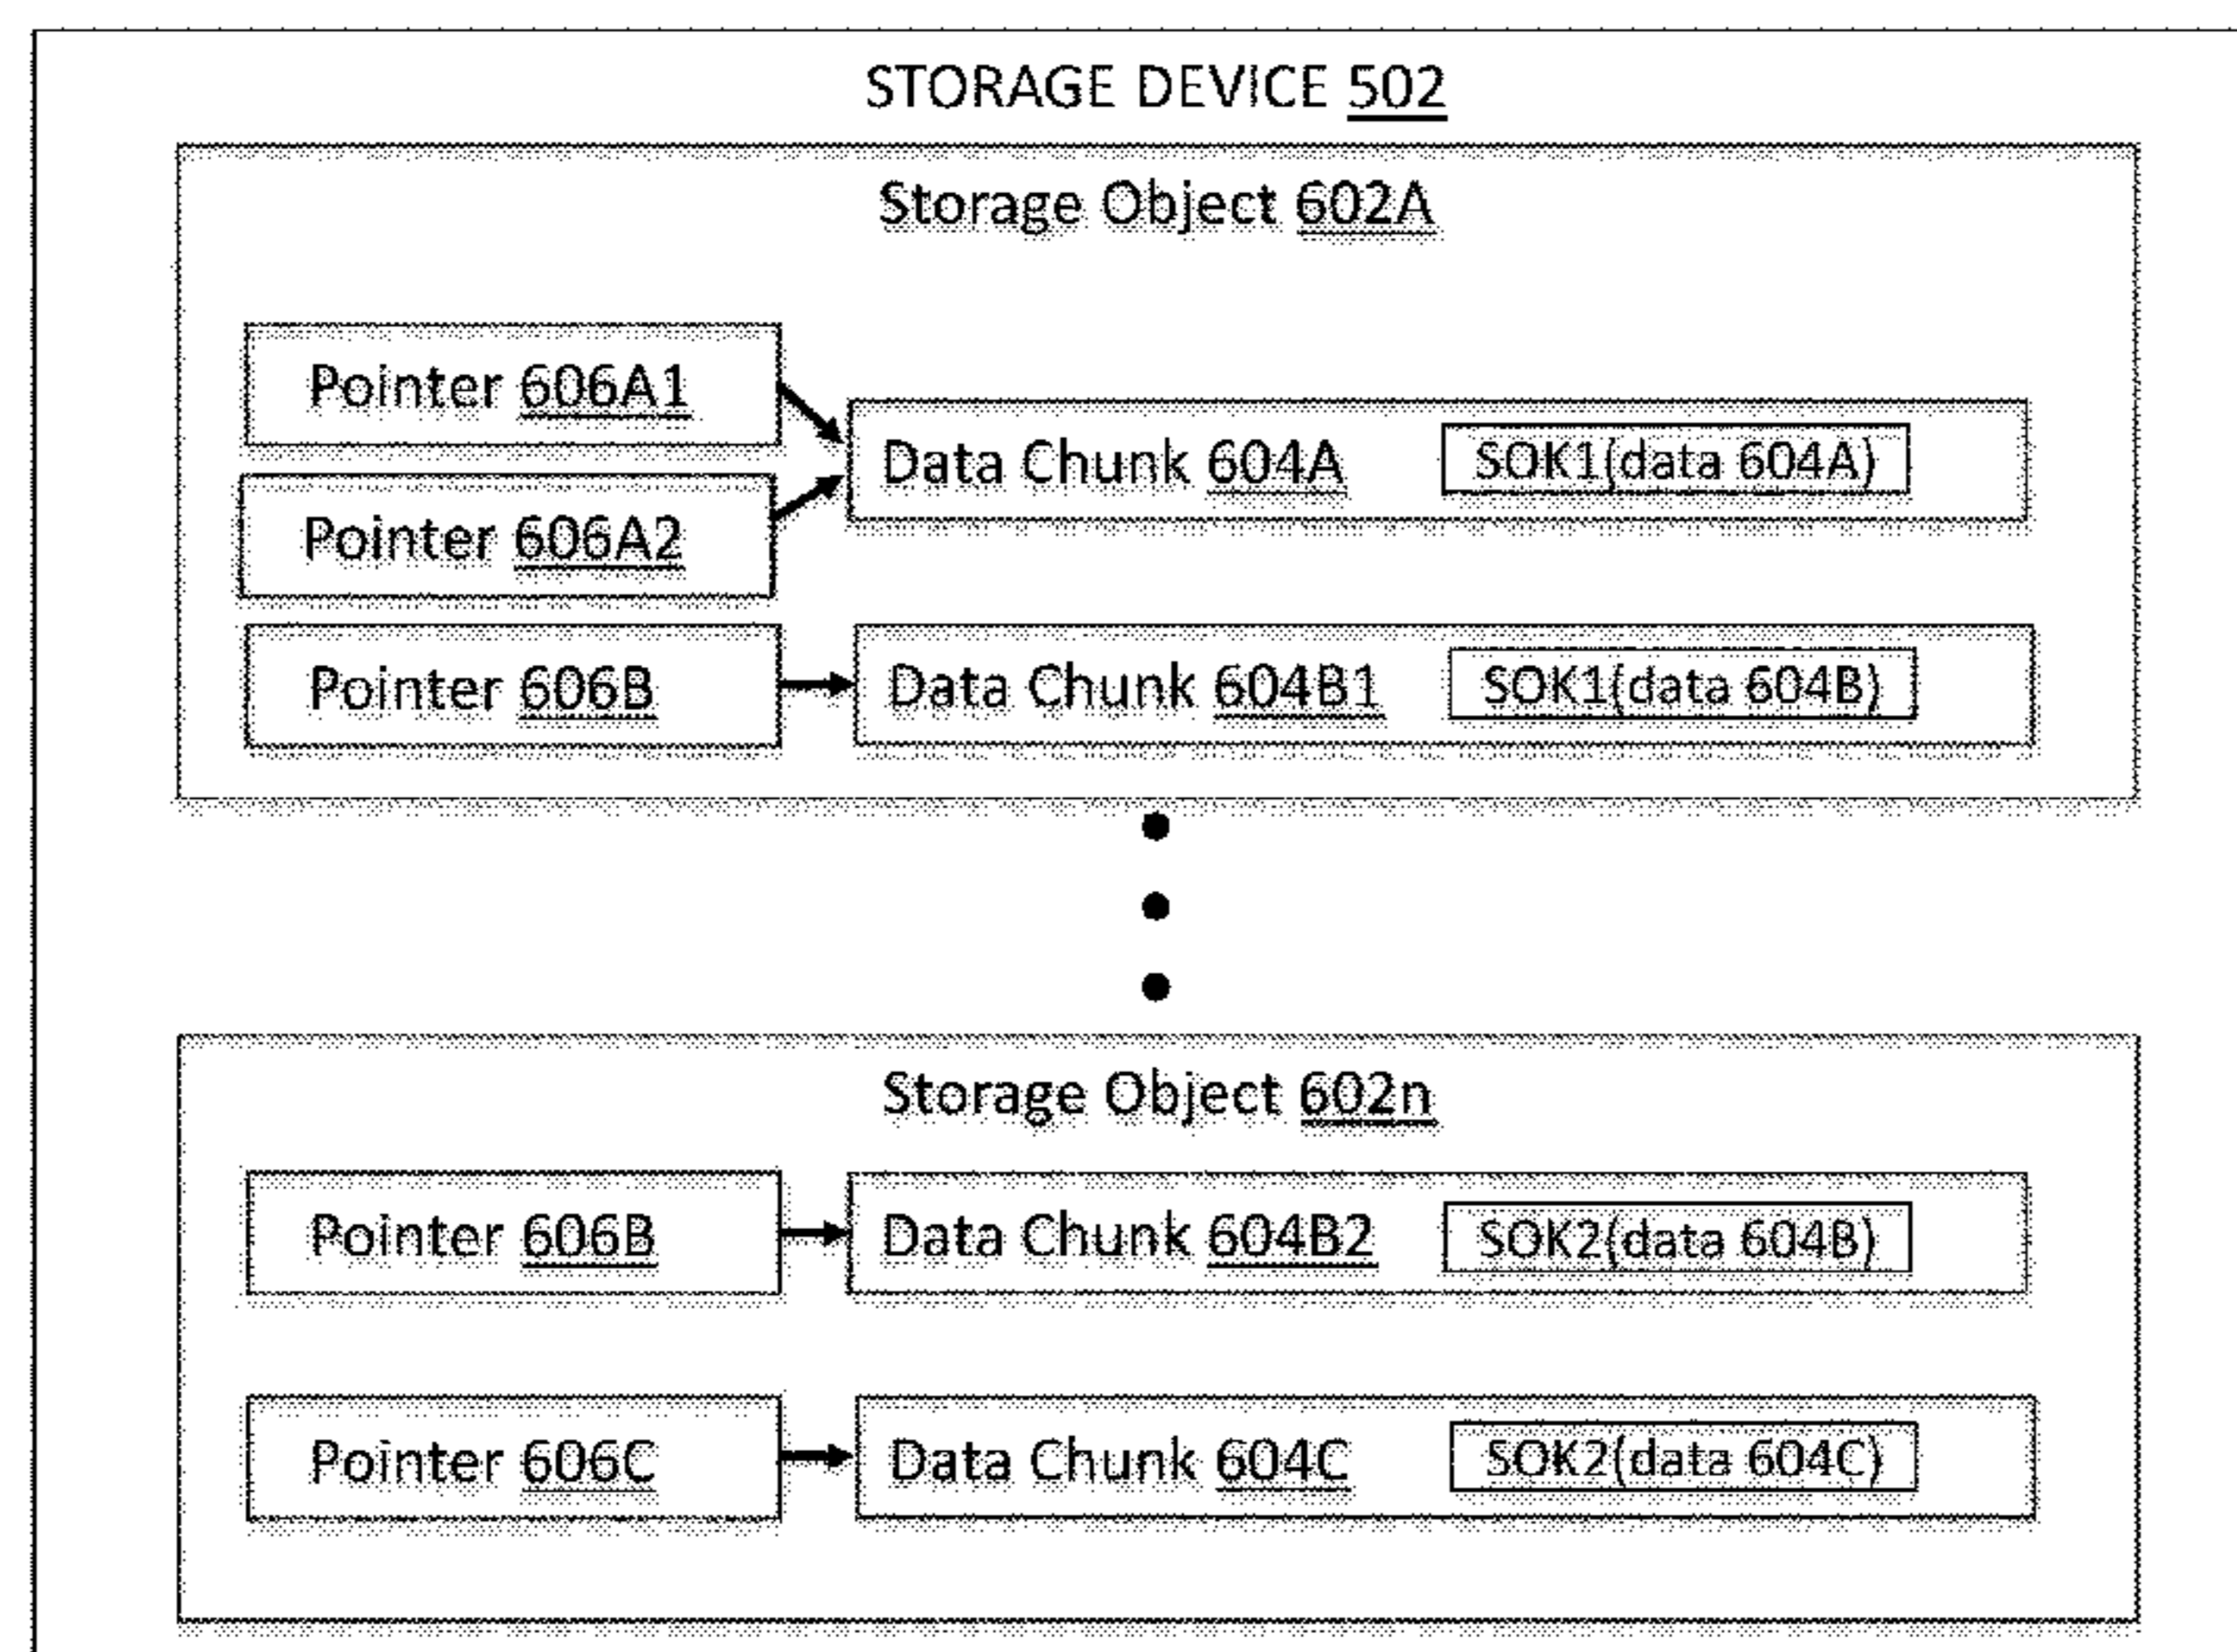 STORAGE DEVICE 502
Storage Object 602A
Pointer 606A1
Data Chunk 604A SOK1(data 604A)
Pointer 606A2
Pointer 606B Data Chunk 604B1 SOK1(data 604B)
Storage Object 602n
Pointer 606B Data Chunk 604B2 SOK2(data 604B)
Pointer 606C Data Chunk 604C SOK2(data 604C)